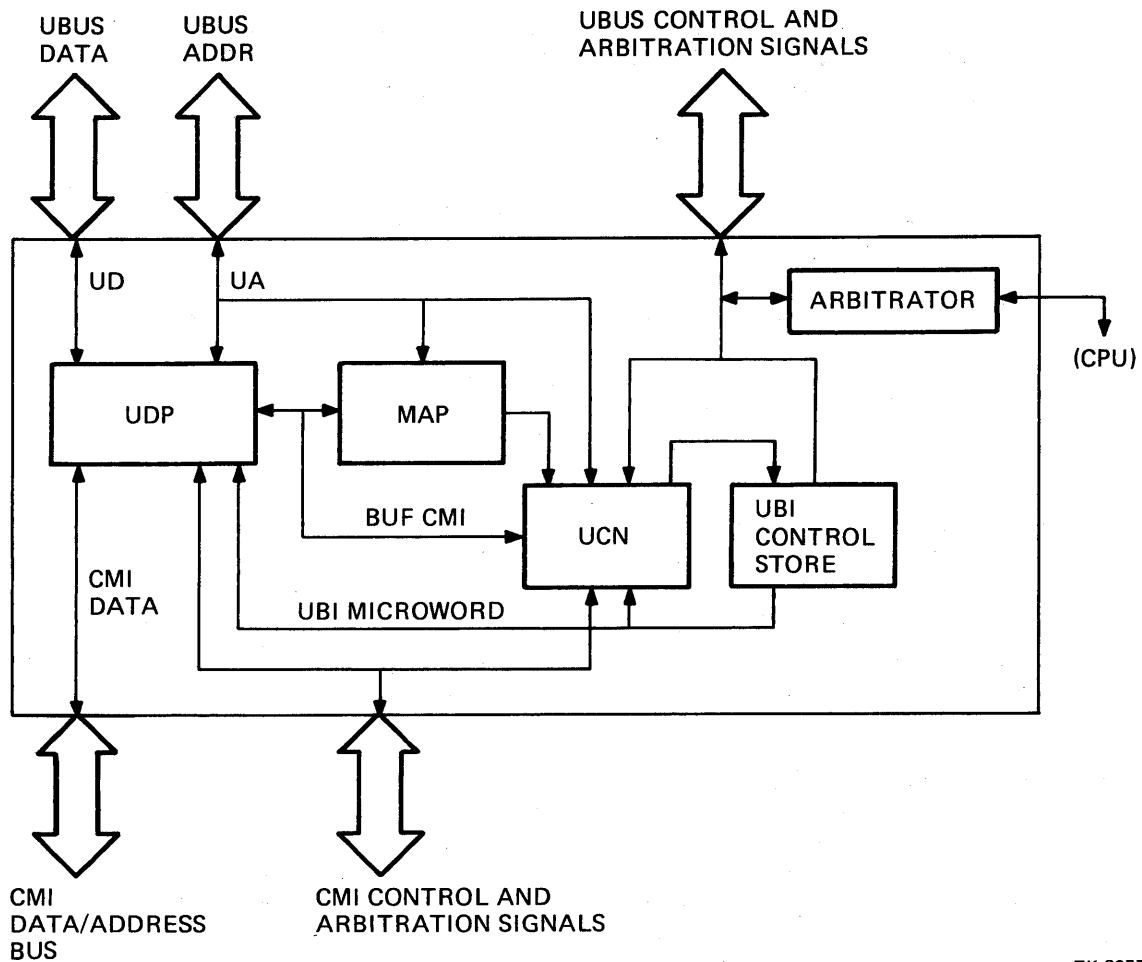 UBUS
DATA
UBUS
ADDR
UBUS CONTROL AND
ARBITRATION SIGNALS
UD
UA
ARBITRATOR
(CPU)
UDP
MAP
BUF CMI
UCN
UBI
CONTROL
STORE
CMI
DATA
UBI MICROWORD
CMI
DATA/ADDRESS
BUS
CMI CONTROL AND
ARBITRATION SIGNALS